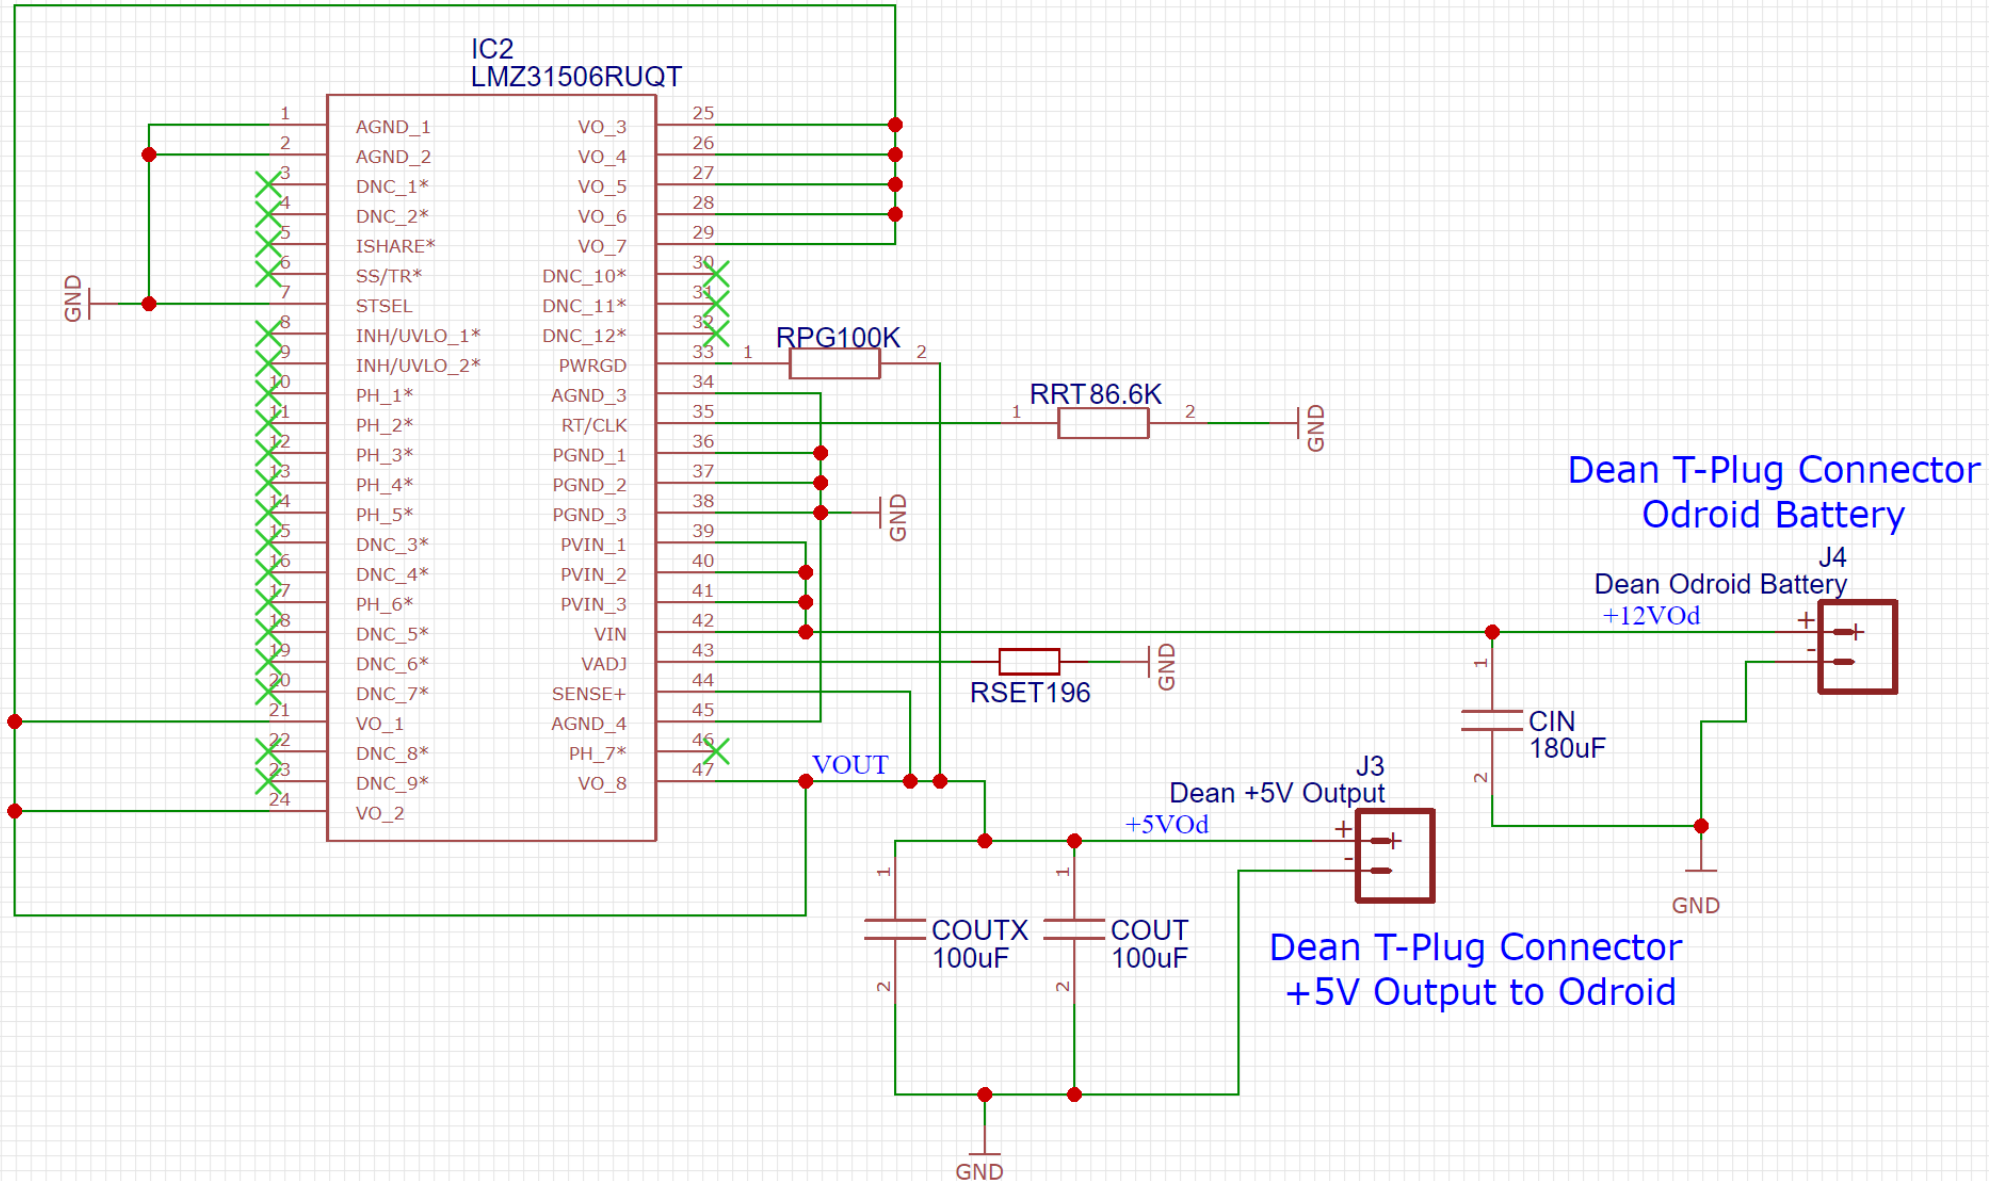 IC2
LMZ31506RUQT
1 AGND_1
2 AGND_2
3 DNC_1*
4 DNC_2*
5 ISHARE*
6 SS/TR*
7 STSEL
8 INH/UVLO_1*
9 INH/UVLO_2*
10 PH_1*
11 PH_2*
12 PH_3*
13 PH_4*
14 PH_5*
15 DNC_3*
16 DNC_4*
17 PH_6*
18 DNC_5*
19 DNC_6*
20 DNC_7*
21 VO_1
22 DNC_8*
23 DNC_9*
24 VO_2
GND
VO_3 25
VO_4 26
VO_5 27
VO_6 28
VO_7 29
DNC_10* 30
DNC_11* 31
DNC_12* 32
PWRGD 33
AGND_3 34
RT/CLK 35
PGND_1 36
PGND_2 37
PGND_3 38
PVIN_1 39
PVIN_2 40
PVIN_3 41
VIN 42
VADJ 43
SENSE+ 44
AGND_4 45
PH_7* 46
VO_8 47
RPG100K
1 2
RRT86.6K
1 2
GND
GND
RSET196
GND
VOUT
Dean T-Plug Connector
Odroid Battery
J4
Dean Odroid Battery
+12VOd
+
-
+
1
CIN
180uF
2
GND
J3
Dean +5V Output
+5VOd
+
-
+
1
COUTX
100uF
2
1
COUT
100uF
2
GND
Dean T-Plug Connector
+5V Output to Odroid